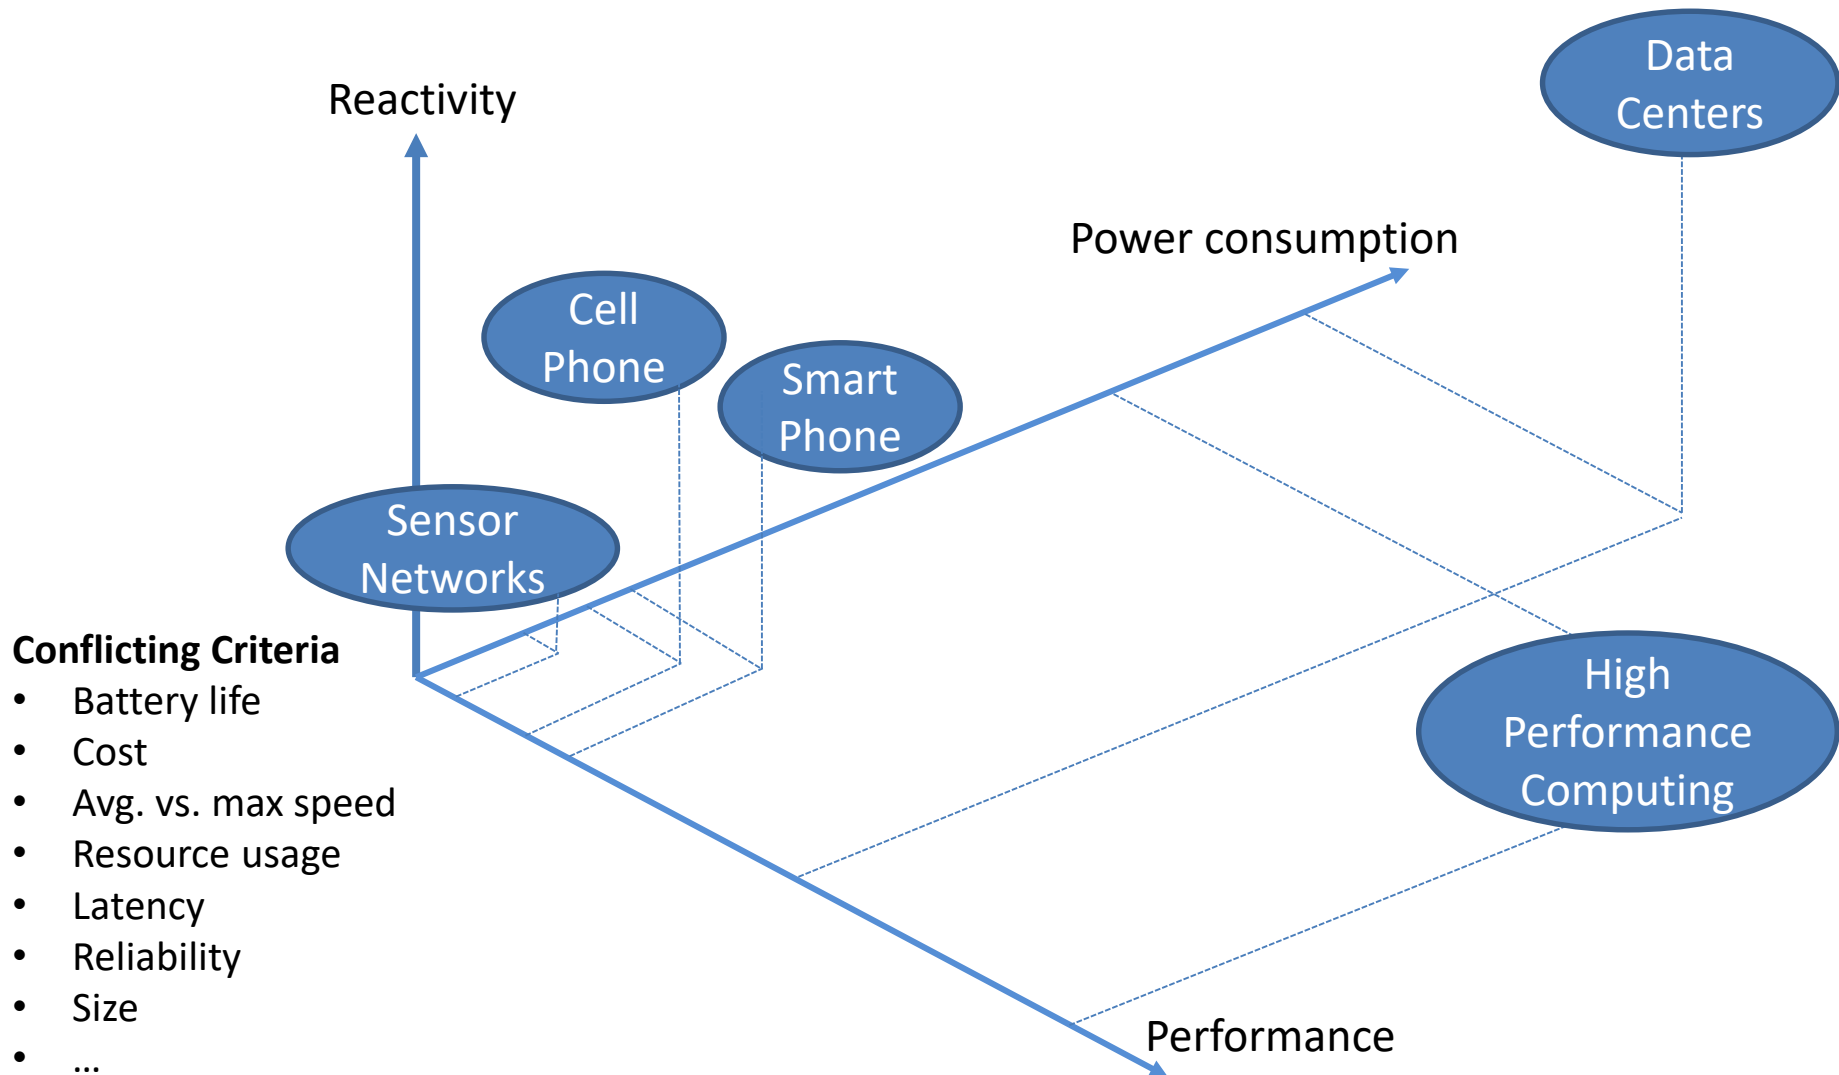 Data
Centers
Reactivity
Power consumption
Cell
Phone
Smart
Phone
Sensor
Networks
Conflicting Criteria
• Battery life
• Cost
• Avg. vs. max speed
• Resource usage
• Latency
• Reliability
• Size
• ...
High
Performance
Computing
Performance